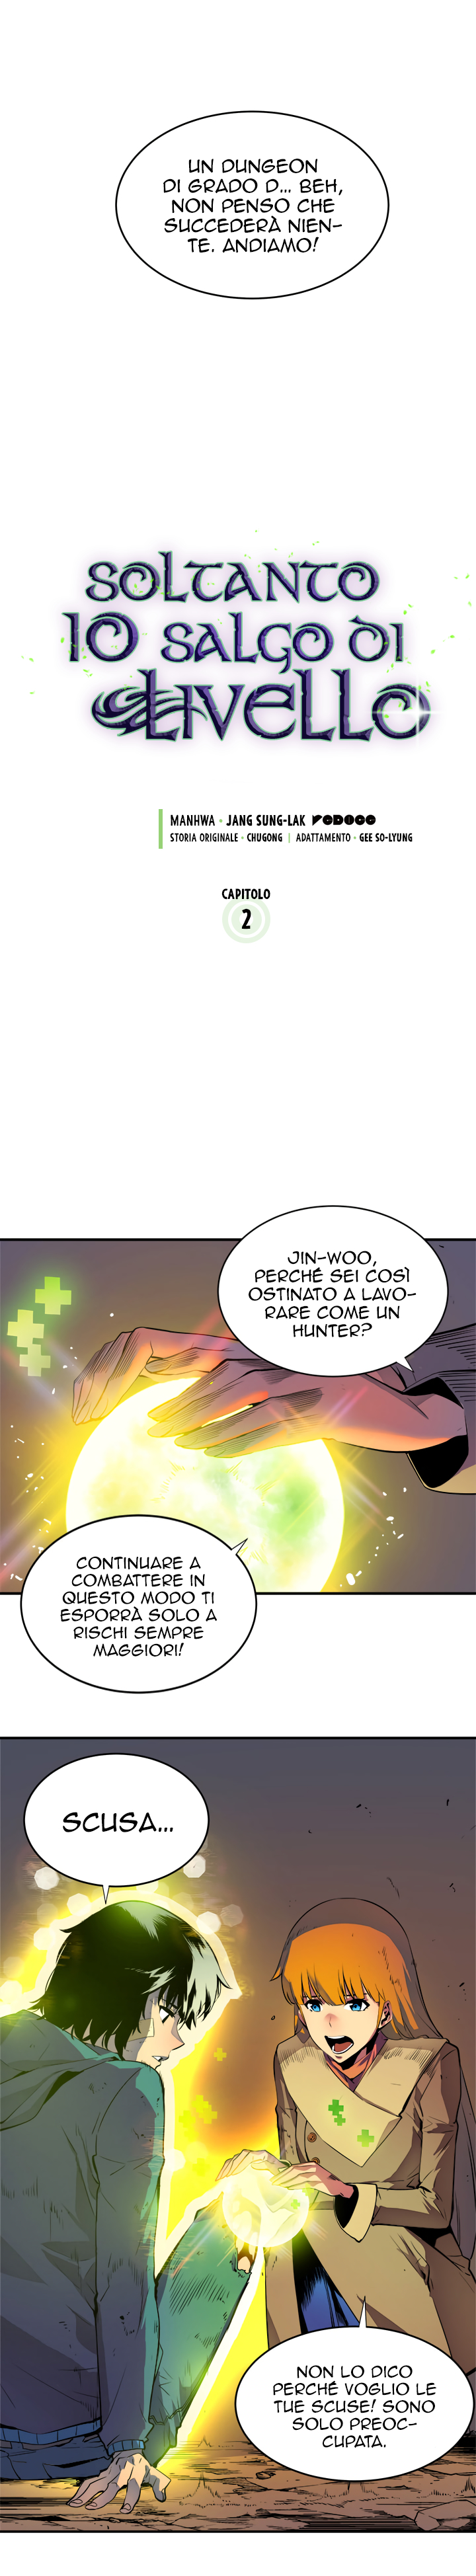 UN DUNGEON
DI GRADO D... BEH,
NON PENSO CHE
SUCCEDERÀ NIEN-
TE. ANDIAMO!
SOLTANTO
IO SALGO DI
LIVELLO
MANHWA • JANG SUNG-LAK REDICE
STORIA ORIGINALE • CHUGONG | ADATTAMENTO • GEE SO-LYUNG
CAPITOLO
2
JIN-WOO,
PERCHÉ SEI COSÌ
OSTINATO A LAVO-
RARE COME UN
HUNTER?
CONTINUARE A
COMBATTERE IN
QUESTO MODO TI
ESPORRÀ SOLO A
RISCHI SEMPRE
MAGGIORI!
SCUSA...
NON LO DICO
PERCHÉ VOGLIO LE
TUE SCUSE! SONO
SOLO PREOC-
CUPATA.